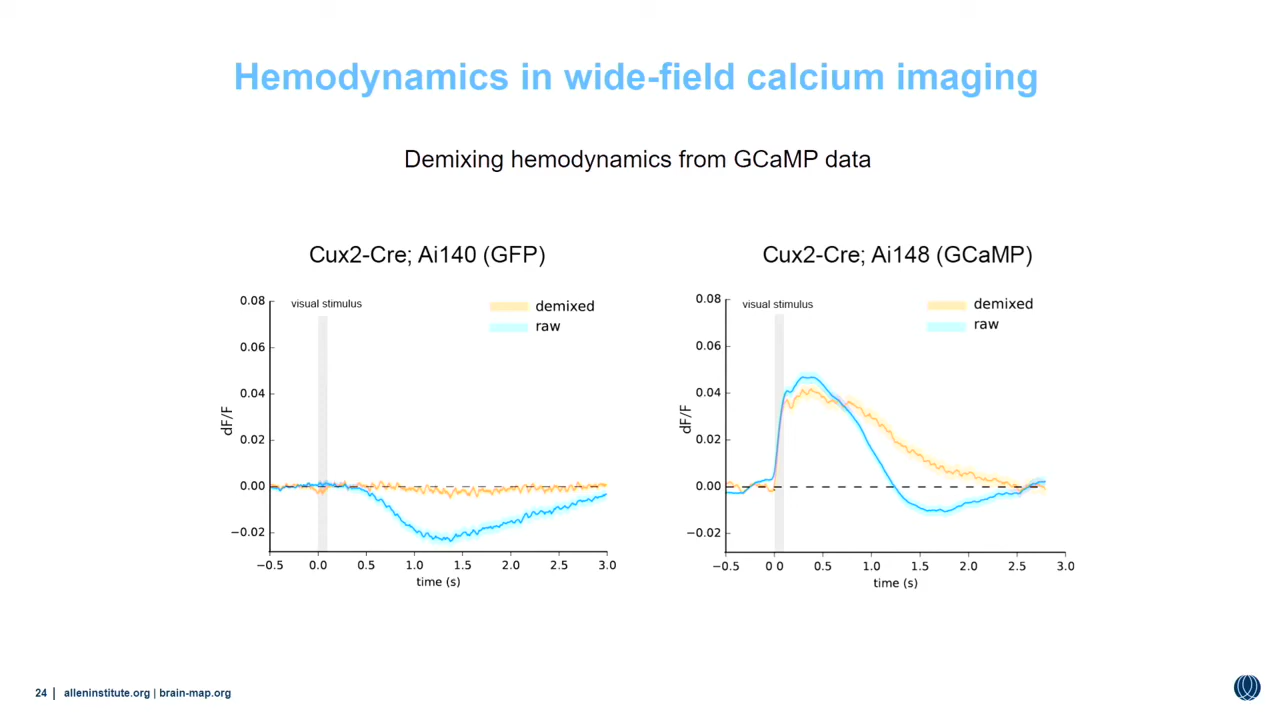 Hemodynamics in wide-field calcium imaging
Demixing hemodynamics from GCaMP data
Cux2-Cre; Ai140 (GFP)
visual stimulus
demixed
raw
0.08
0.06
0.04
0.02
0.00
−0.02
dF/F
−0.5 0.0 0.5 1.0 1.5 2.0 2.5 3.0
time (s)
Cux2-Cre; Ai148 (GCaMP)
visual stimulus
demixed
raw
0.08
0.06
0.04
0.02
0.00
−0.02
dF/F
−0.5 0 0 0.5 1.0 1.5 2.0 2.5 3.0
time (s)
24 | alleninstitute.org | brain-map.org